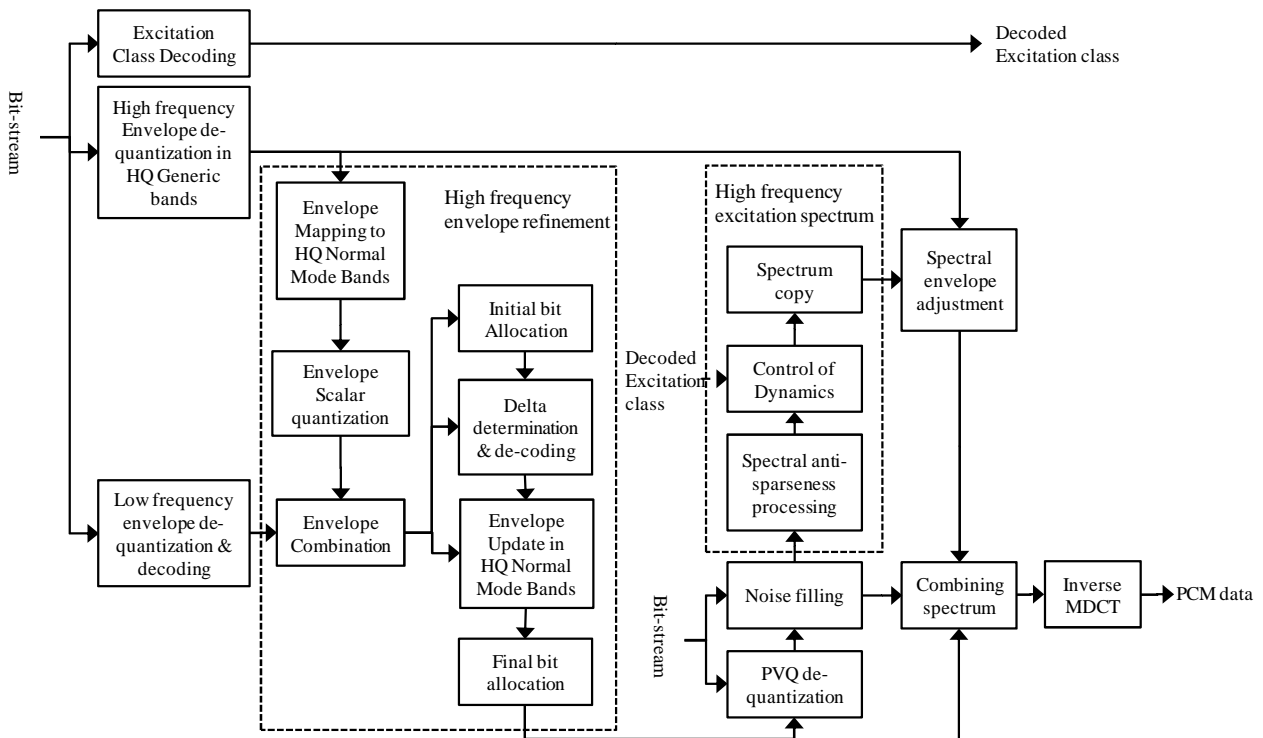 Excitation
Class Decoding
Decoded
Excitation class
Bit-stream
High frequency
Envelope de-
quantization in
HQ Generic
bands
High frequency
envelope refinement
Envelope
Mapping to
HQ Normal
Mode Bands
Envelope
Scalar
quantization
Low frequency
envelope de-
quantization &
decoding
Envelope
Combination
Initial bit
Allocation
Delta
determination
& de-coding
Envelope
Update in
HQ Normal
Mode Bands
Final bit
allocation
High frequency
excitation spectrum
Spectrum
copy
Decoded
Excitation
class
Control of
Dynamics
Spectral anti-
sparseness
processing
Spectral
envelope
adjustment
Bit-stream
Noise filling
PVQ de-
quantization
Combining
spectrum
Inverse
MDCT
PCM data